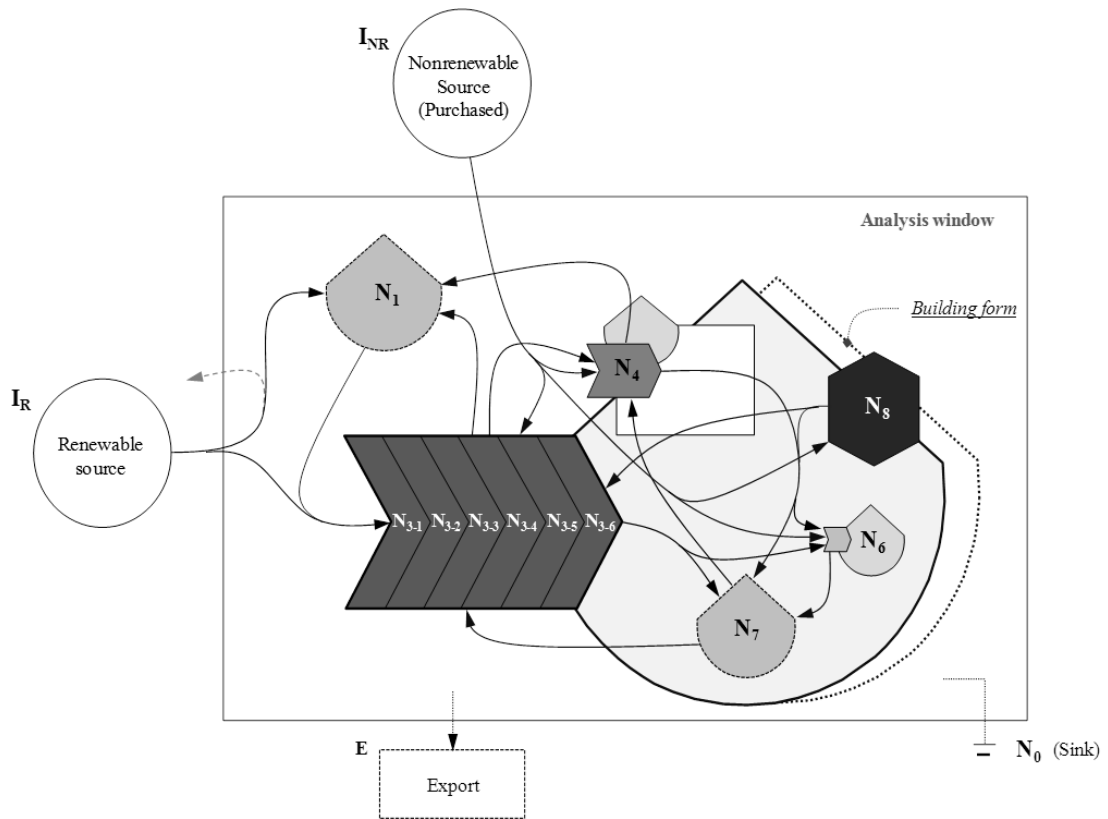 I_NR
Nonrenewable
Source
(Purchased)
Analysis window
N_1
Building form
N_4
I_R
N_8
Renewable
source
N_3-1 N_3-2 N_3-3 N_3-4 N_3-5 N_3-6
N_6
N_7
E
N_0 (Sink)
Export